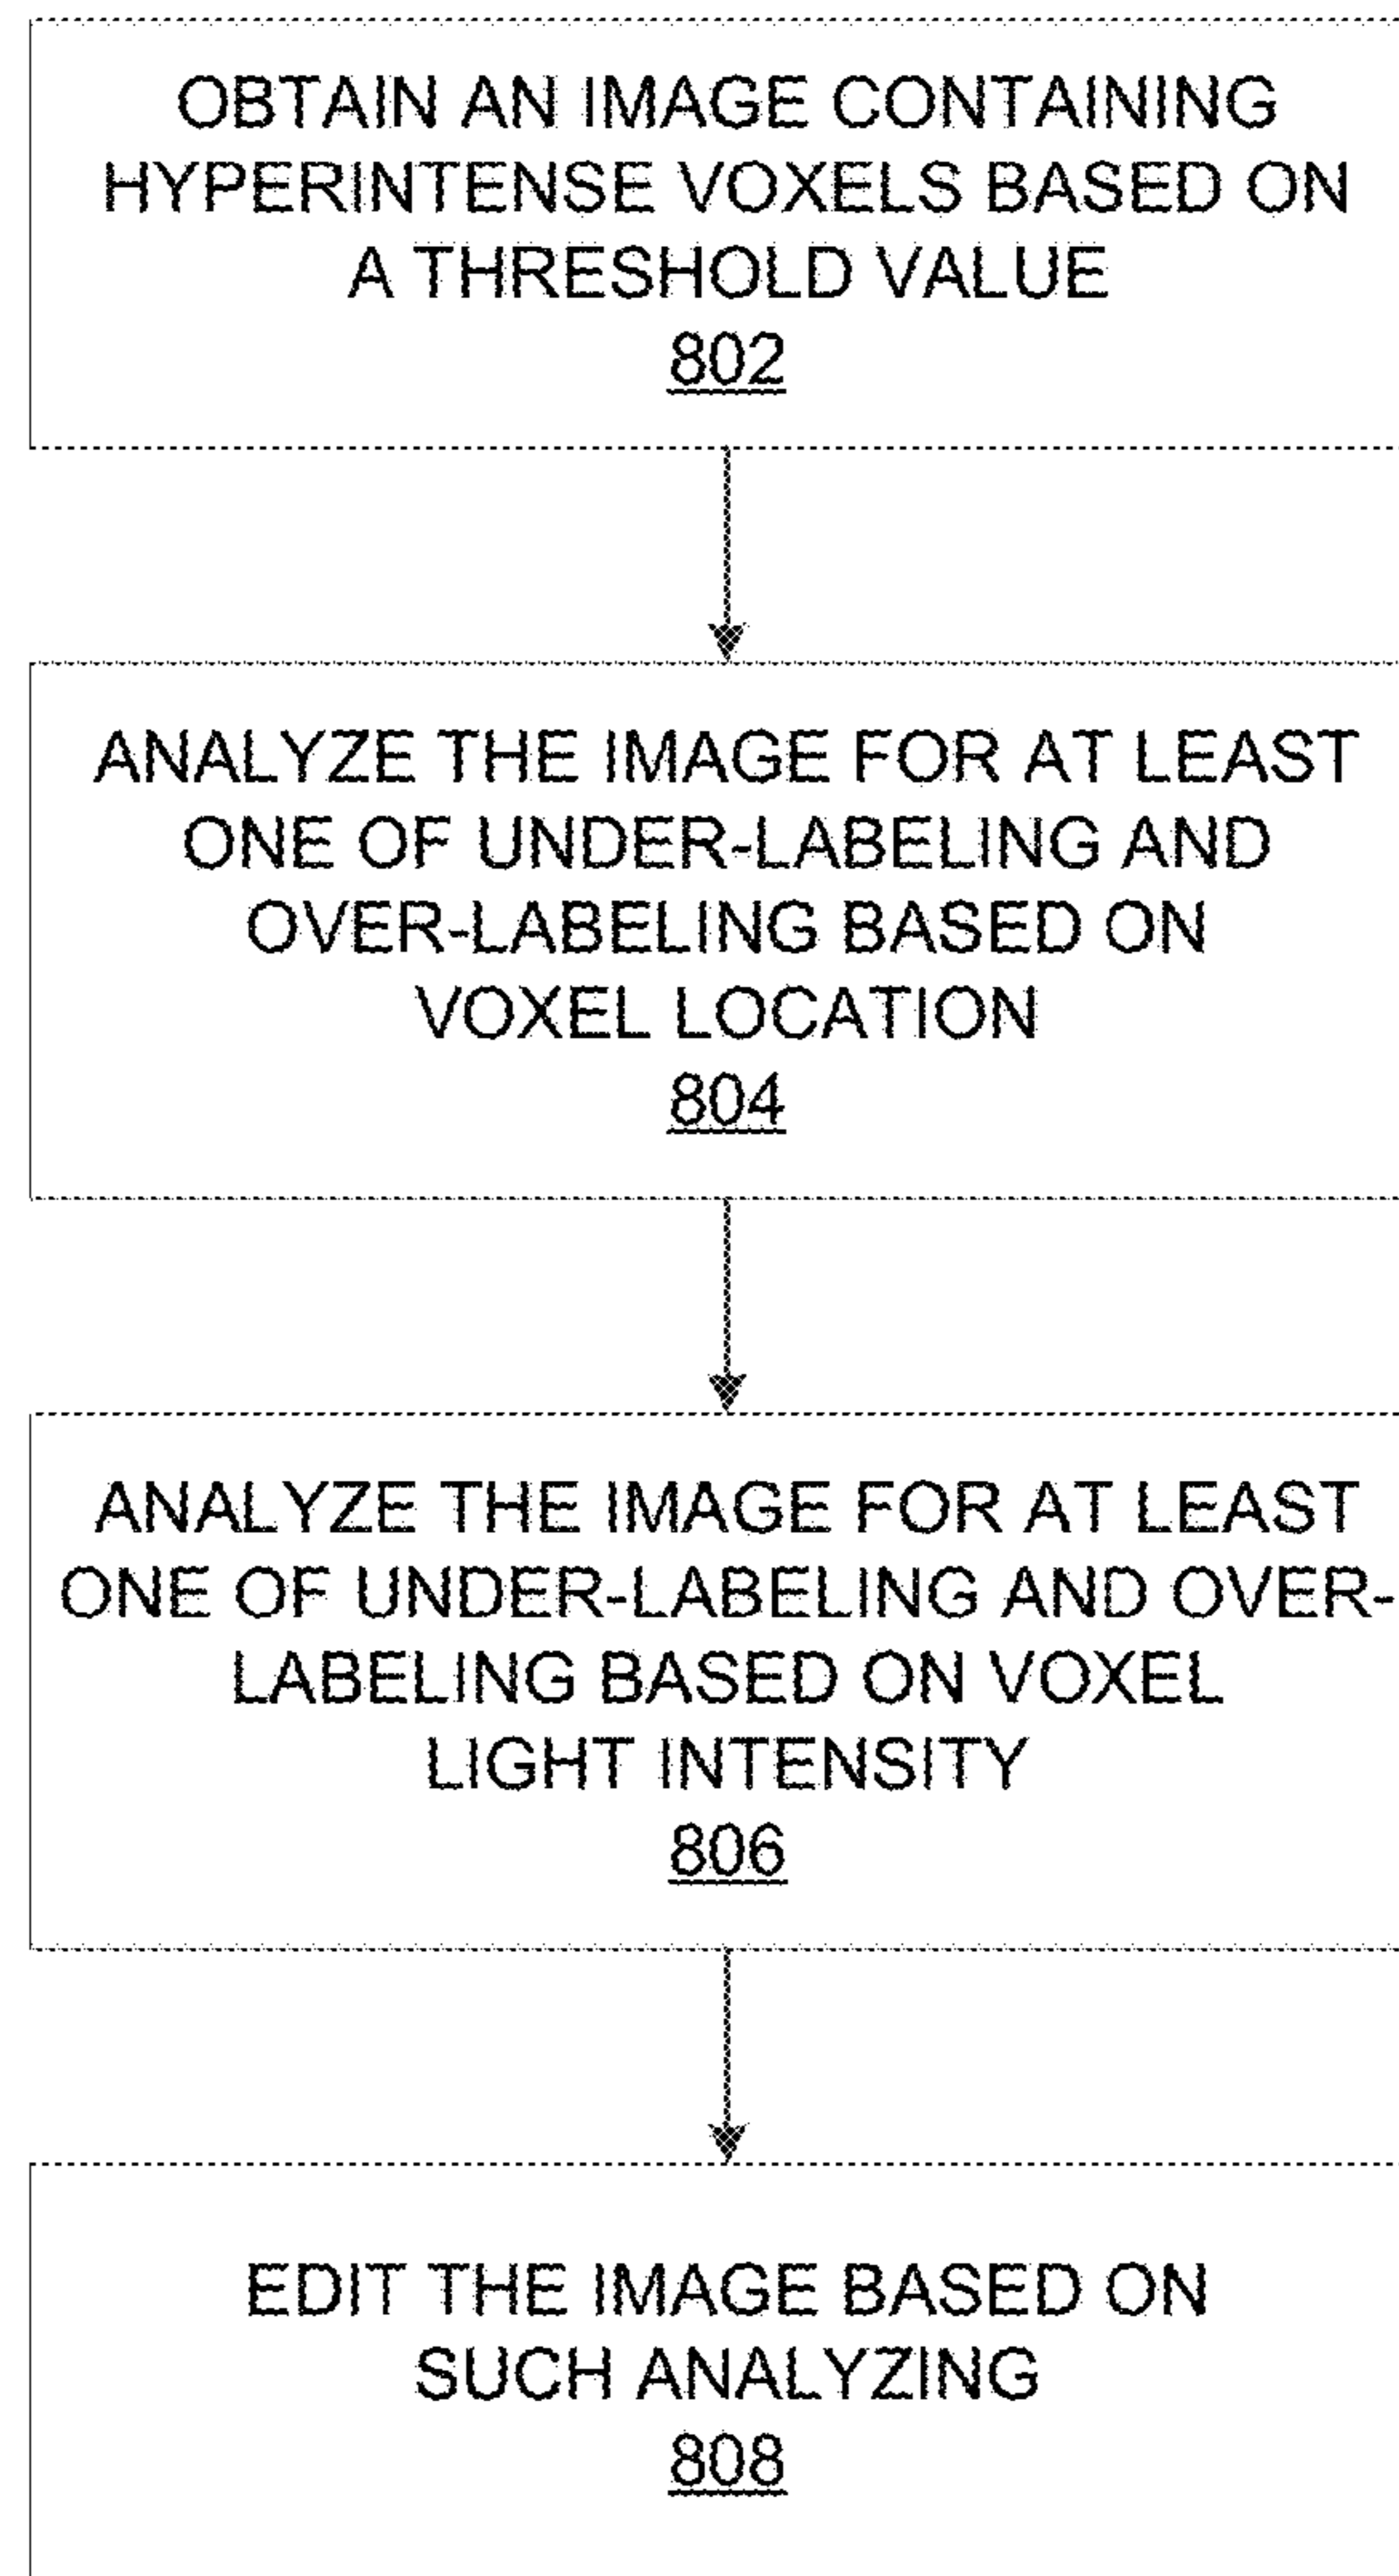 OBTAIN AN IMAGE CONTAINING
HYPERINTENSE VOXELS BASED ON
A THRESHOLD VALUE
802
ANALYZE THE IMAGE FOR AT LEAST
ONE OF UNDER-LABELING AND
OVER-LABELING BASED ON
VOXEL LOCATION
804
ANALYZE THE IMAGE FOR AT LEAST
ONE OF UNDER-LABELING AND OVER-
LABELING BASED ON VOXEL
LIGHT INTENSITY
806
EDIT THE IMAGE BASED ON
SUCH ANALYZING
808